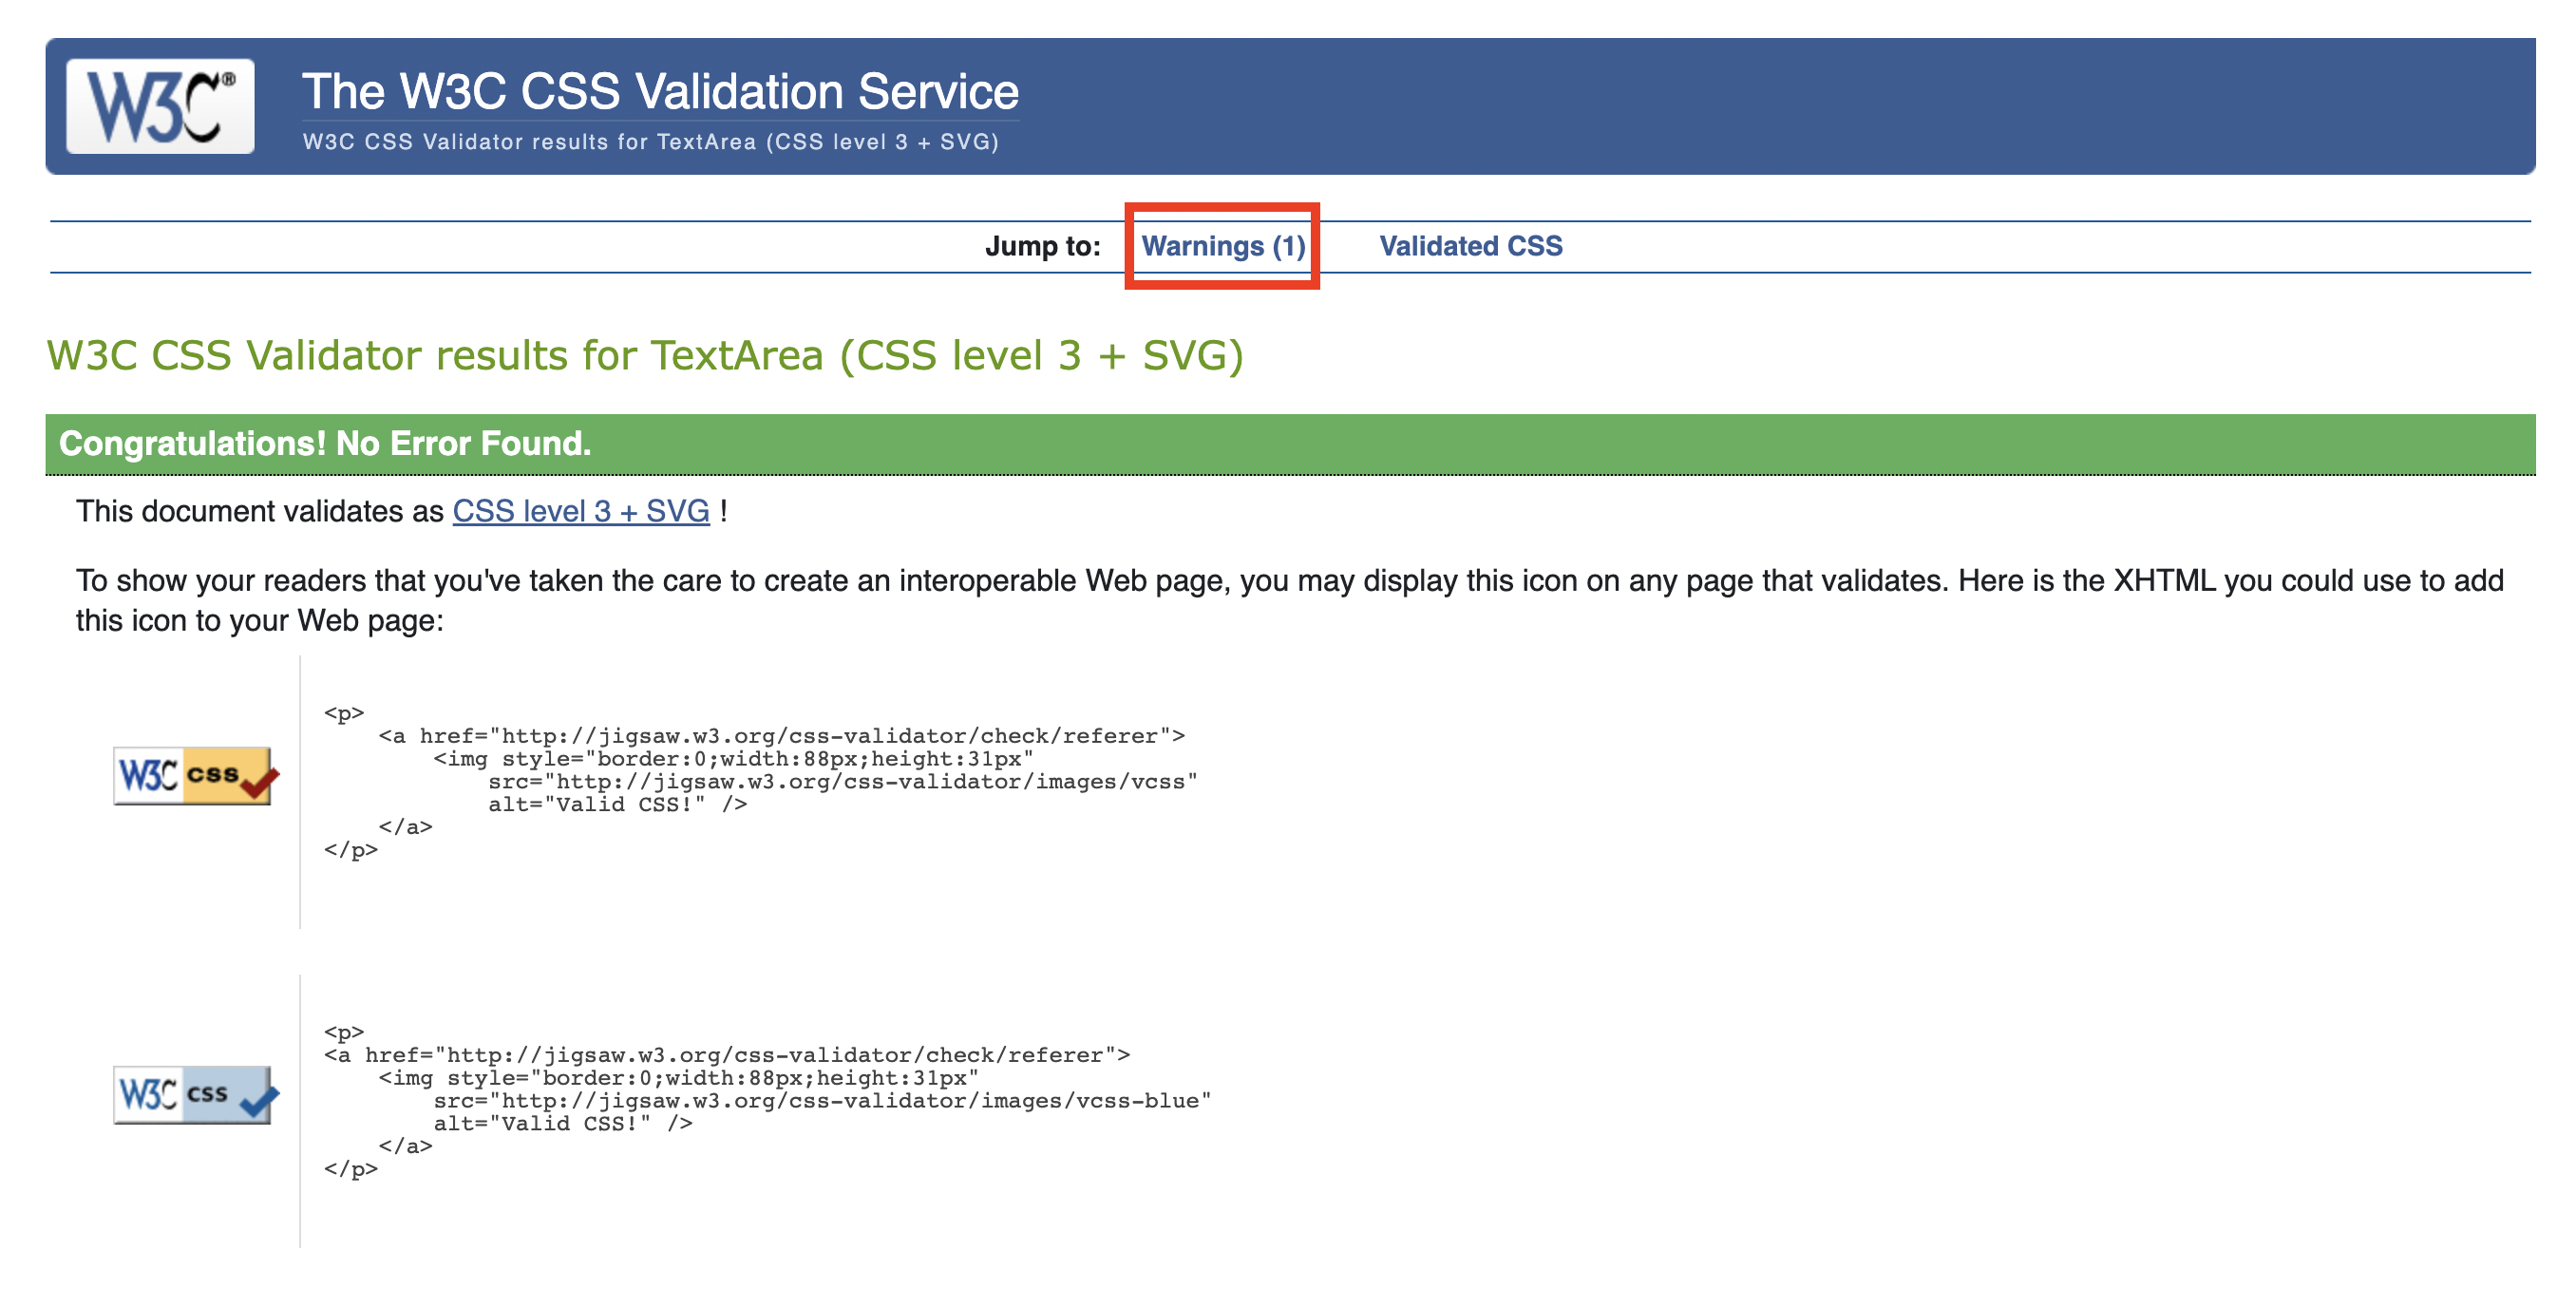 W3C®
The W3C CSS Validation Service
W3C CSS Validator results for TextArea (CSS level 3 + SVG)
Jump to: Warnings (1) Validated CSS
W3C CSS Validator results for TextArea (CSS level 3 + SVG)
Congratulations! No Error Found.
This document validates as CSS level 3 + SVG !
To show your readers that you've taken the care to create an interoperable Web page, you may display this icon on any page that validates. Here is the XHTML you could use to add
this icon to your Web page:
<p>
    <a href="http://jigsaw.w3.org/css-validator/check/referer">
        <img style="border:0;width:88px;height:31px"
            src="http://jigsaw.w3.org/css-validator/images/vcss"
            alt="Valid CSS!" />
    </a>
</p>
W3C css
<p>
<a href="http://jigsaw.w3.org/css-validator/check/referer">
    <img style="border:0;width:88px;height:31px"
        src="http://jigsaw.w3.org/css-validator/images/vcss-blue"
        alt="Valid CSS!" />
    </a>
</p>
W3C css